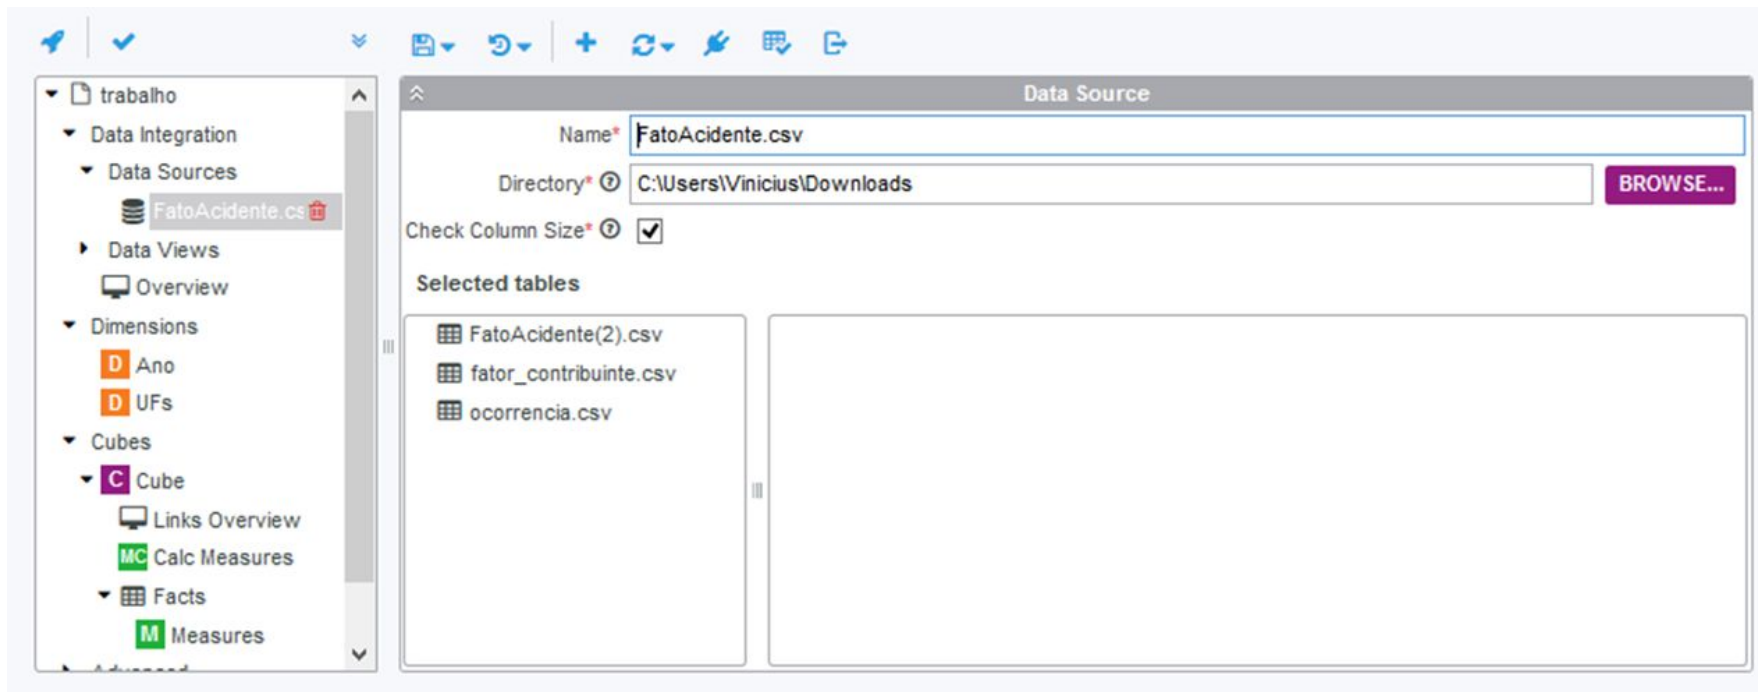 trabalho
Data Integration
Data Sources
FatoAcidente.cs
Data Views
Overview
Dimensions
D Ano
D UFs
Cubes
C Cube
Links Overview
MC Calc Measures
Facts
M Measures
Advanced
Data Source
Name* FatoAcidente.csv
Directory* C:\Users\Vinicius\Downloads BROWSE...
Check Column Size*
Selected tables
FatoAcidente(2).csv
fator_contribuinte.csv
ocorrencia.csv